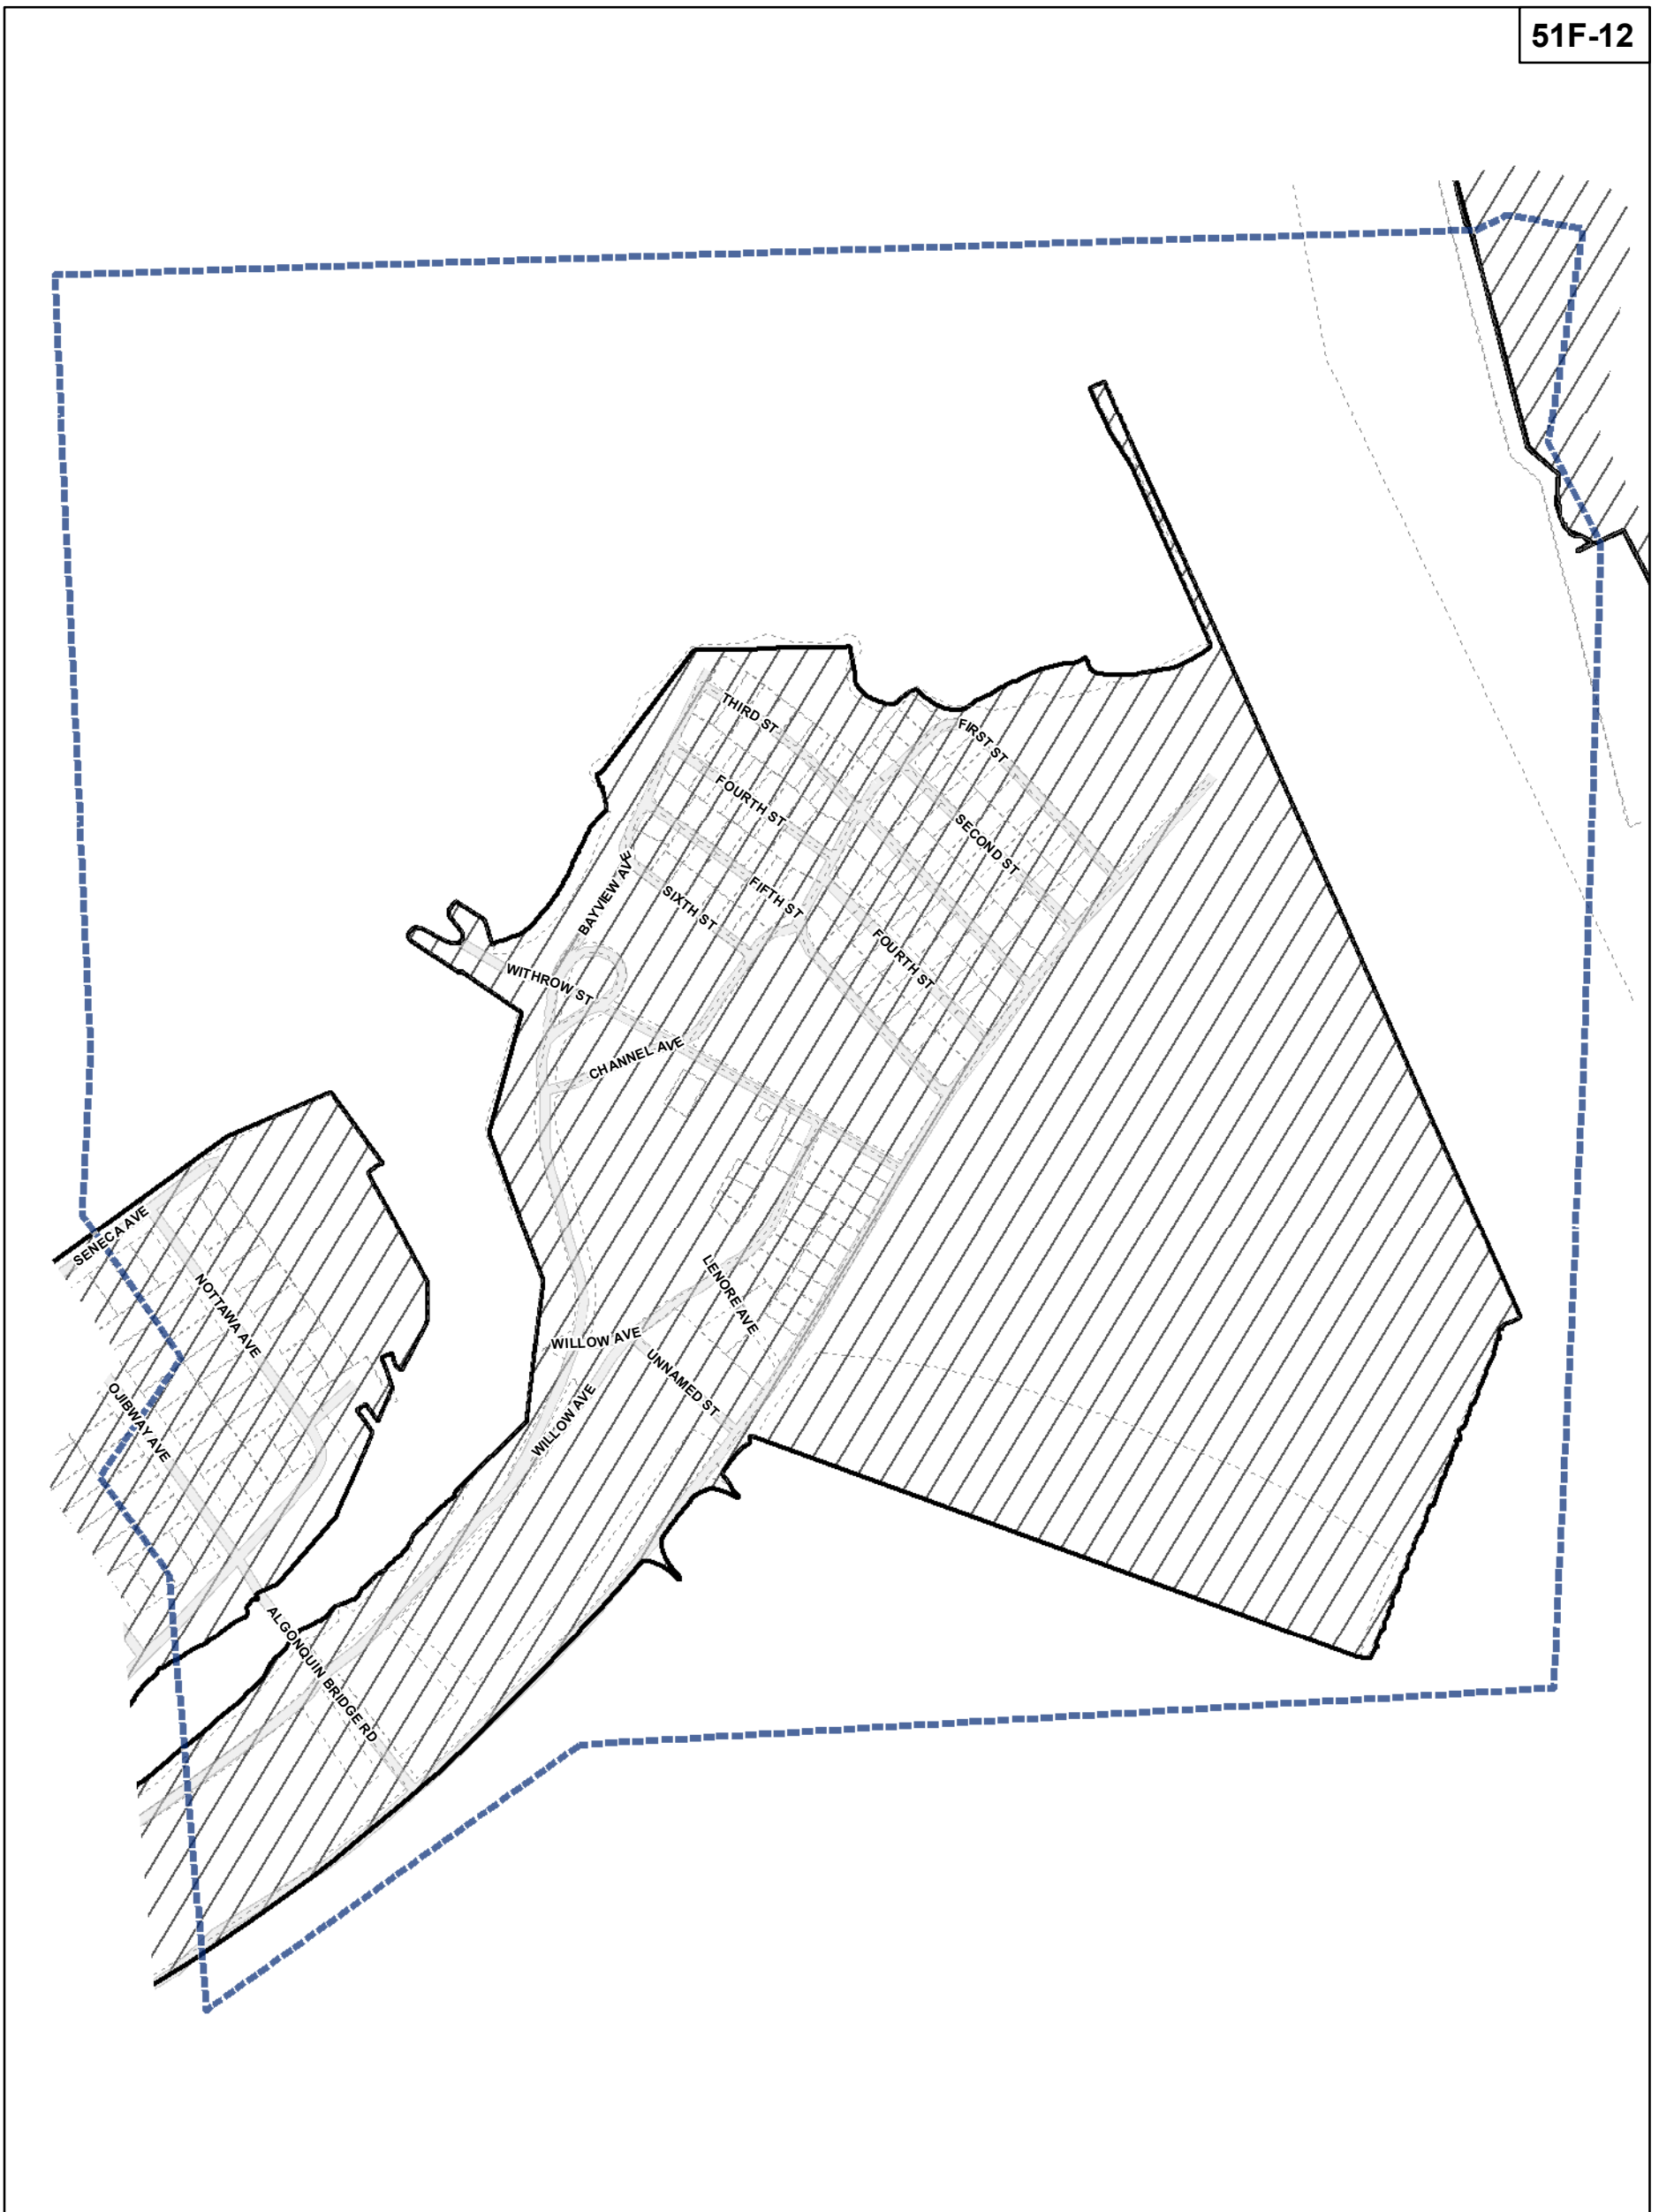 51F-12
THIRD ST
FIRST ST
FOURTH ST
SECOND ST
BAYVIEW AVE
FIFTH ST
SIXTH ST
FOURTH ST
WITHROW ST
CHANNEL AVE
SENECA AVE
NOTTAWA AVE
LENORE AVE
WILLOW AVE
UNNAMED ST
OJIBWAY AVE
WILLOW AVE
ALGONQUIN BRIDGE RD